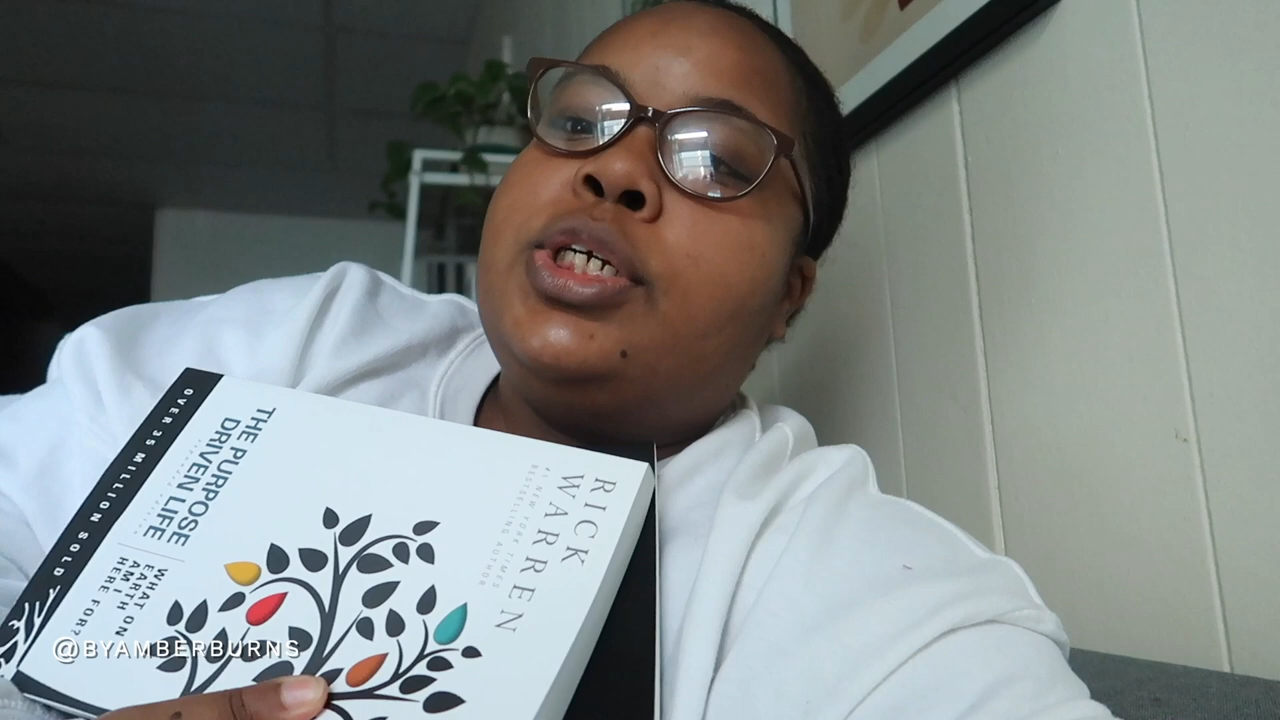 OVER 35 MILLION SOLD
THE PURPOSE
DRIVEN LIFE
WHAT ON
EARTH
AM I
HERE FOR?
RICK
WARREN
#1 NEW YORK TIMES
BESTSELLING AUTHOR
@BYAMBERBURNS